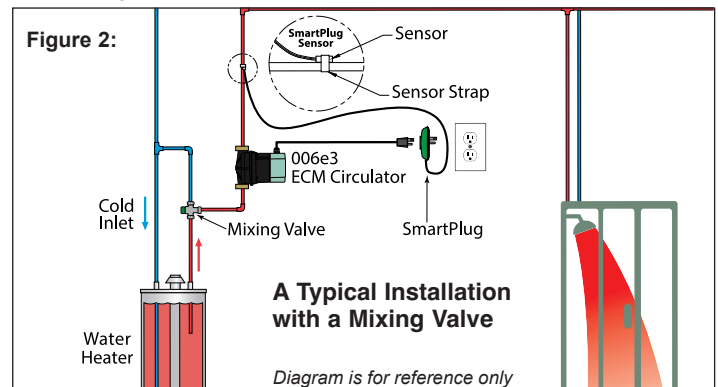 Figure 2:
SmartPlug
Sensor
Sensor
Sensor Strap
006e3
ECM Circulator
Cold
Inlet
Mixing Valve
SmartPlug
A Typical Installation
with a Mixing Valve
Water
Heater
Diagram is for reference only